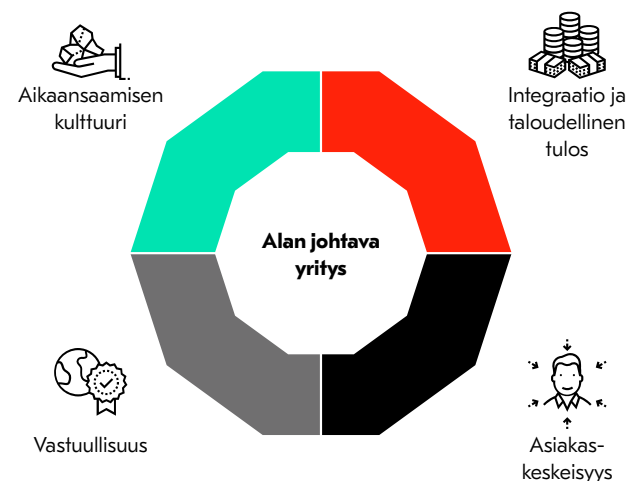 Aikaansaamisen
kulttuuri
Integraatio ja
taloudellinen
tulos
Alan johtava
yritys
Vastuullisuus
Asiakas-
keskeisyys